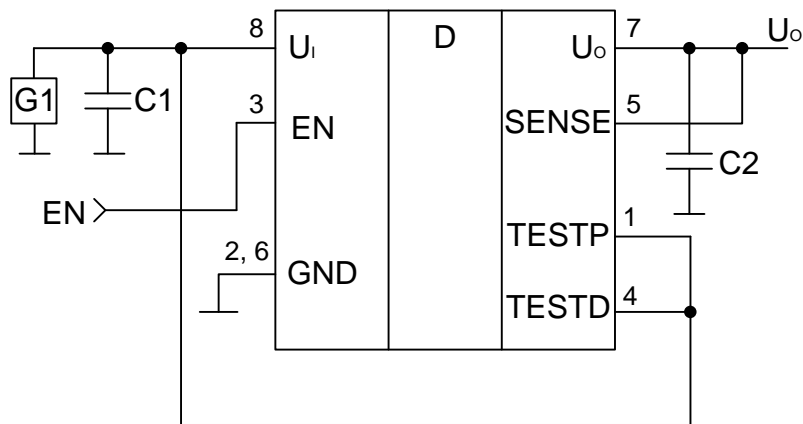 8 D 7 Uₒ
Uᵢ Uₒ
G1 C1 3 5
EN SENSE
C2
EN
1
2, 6 TESTP
GND 4
TESTD